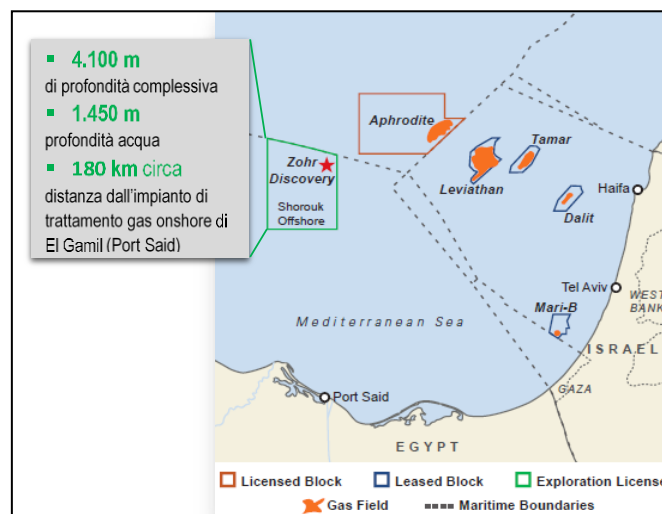 4.100 m
di profondità complessiva
1.450 m
profondità acqua
180 km circa
distanza dall'impianto di
trattamento gas onshore di
El Gamil (Port Said)
Aphrodite
Zohr
Discovery
Shorouk
Offshore
Tamar
Leviathan
Haifa
Dalit
Tel Aviv
Mari-B
WEST
BANK
Mediterranean Sea
ISRAEL
GAZA
Port Said
EGYPT
Licensed Block
Leased Block
Exploration License
Gas Field
Maritime Boundaries